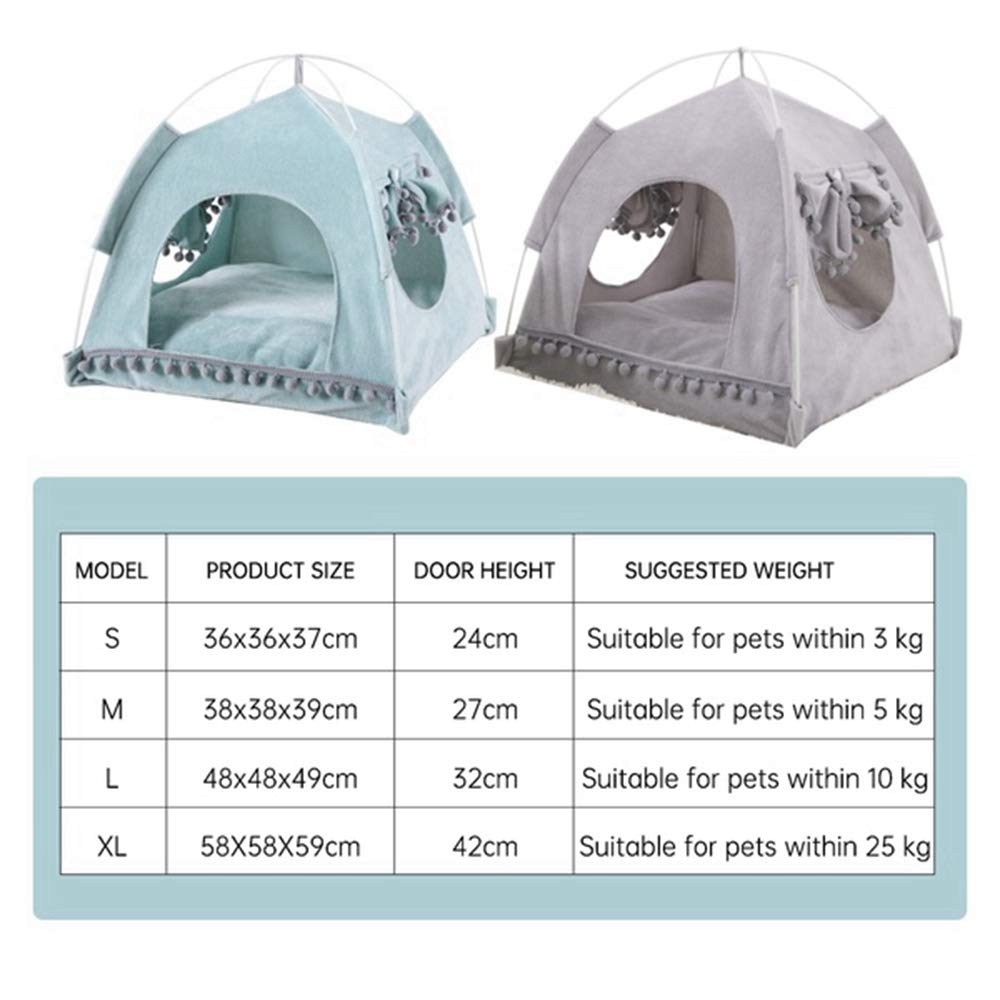 MODEL PRODUCT SIZE DOOR HEIGHT SUGGESTED WEIGHT
S 36x36x37cm 24cm Suitable for pets within 3 kg
M 38x38x39cm 27cm Suitable for pets within 5 kg
L 48x48x49cm 32cm Suitable for pets within 10 kg
XL 58X58X59cm 42cm Suitable for pets within 25 kg